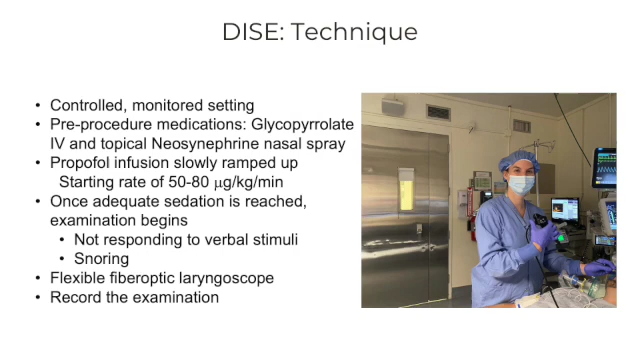 DISE: Technique
• Controlled, monitored setting
• Pre-procedure medications: Glycopyrrolate
IV and topical Neosynephrine nasal spray
• Propofol infusion slowly ramped up
Starting rate of 50-80 μg/kg/min
• Once adequate sedation is reached,
examination begins
• Not responding to verbal stimuli
• Snoring
• Flexible fiberoptic laryngoscope
• Record the examination